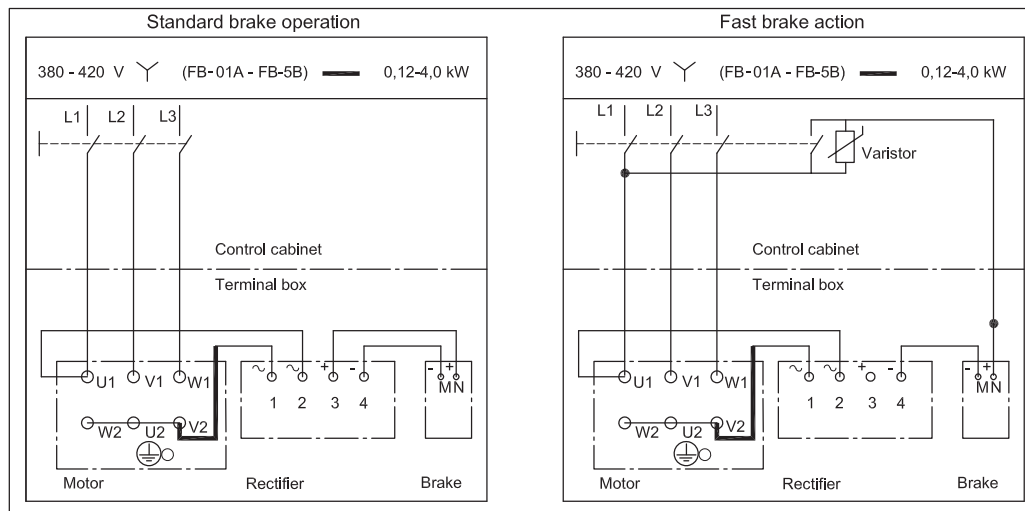 Standard brake operation
380 - 420 V (FB-01A - FB-5B) 0,12-4,0 kW
L1 L2 L3
Control cabinet
Terminal box
U1 V1 W1 ~ ~ + - - +
M N
1 2 3 4
W2 U2 V2
Motor Rectifier Brake
Fast brake action
380 - 420 V (FB-01A - FB-5B) 0,12-4,0 kW
L1 L2 L3
Varistor
Control cabinet
Terminal box
U1 V1 W1 ~ ~ + - - +
M N
1 2 3 4
W2 U2 V2
Motor Rectifier Brake